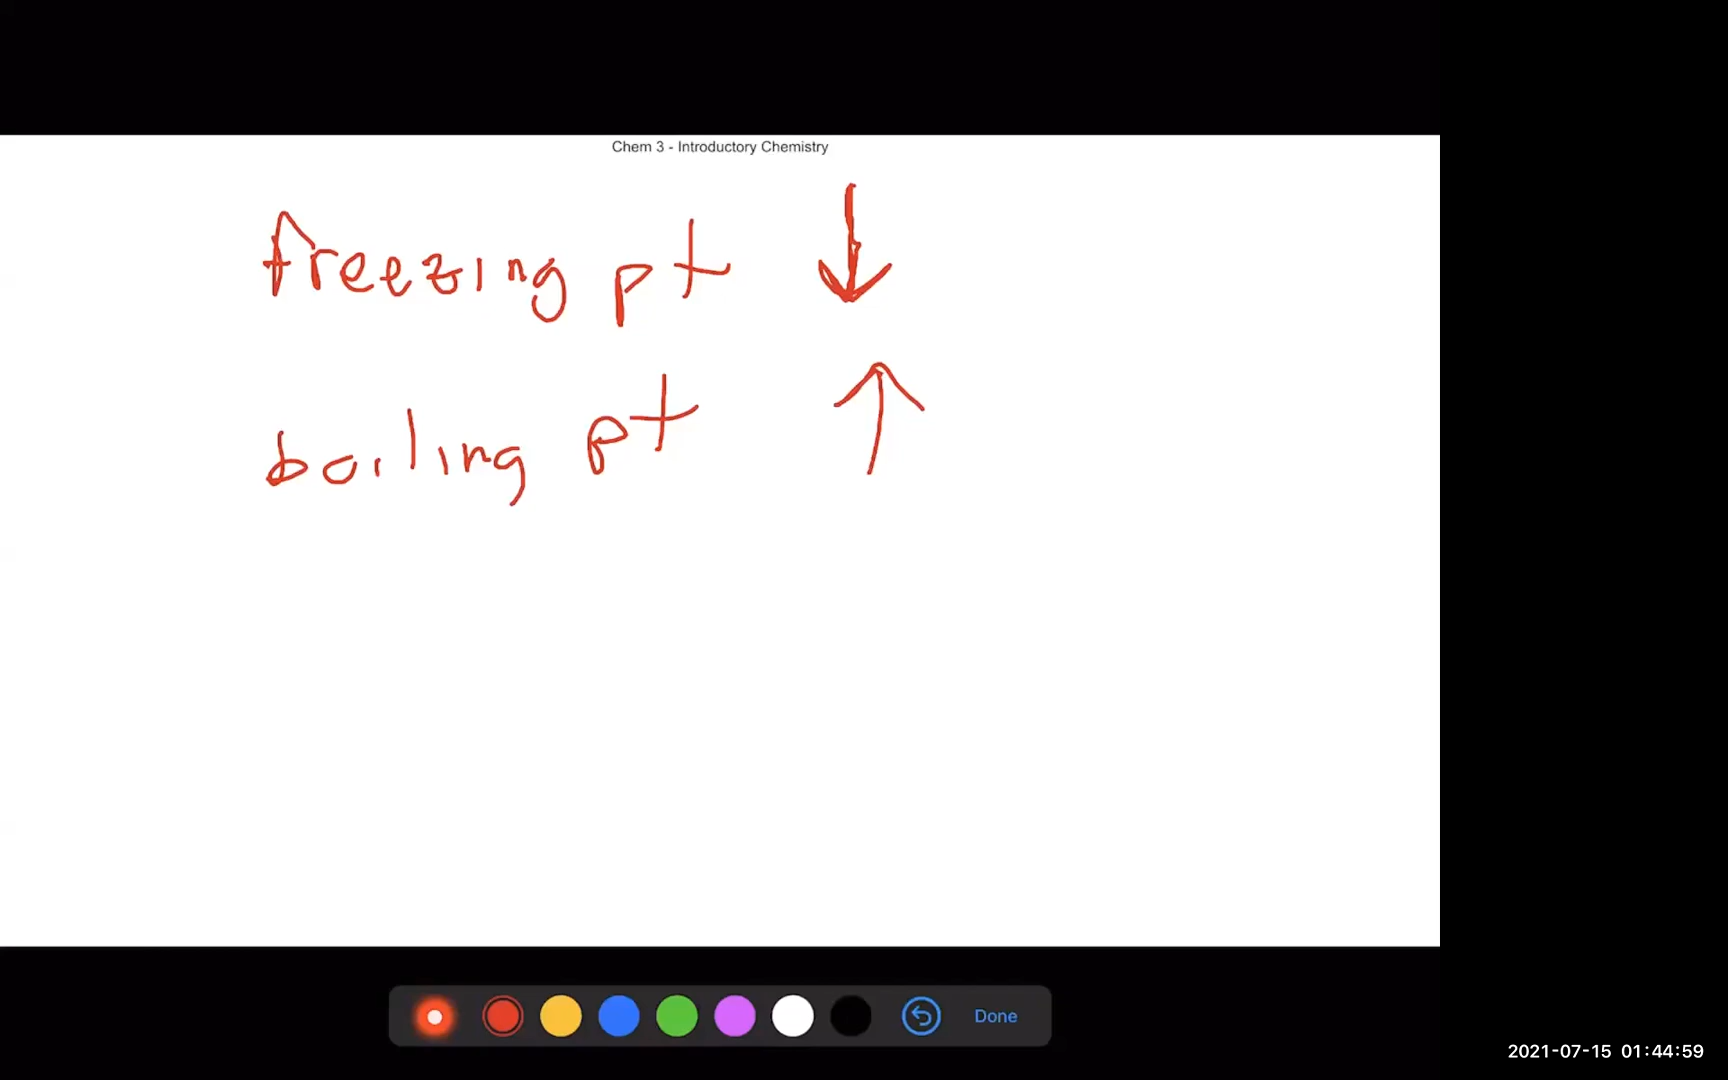 Chem 3 - Introductory Chemistry
freezing pt ↓
boiling pt ↑
Done
2021-07-15 01:44:59